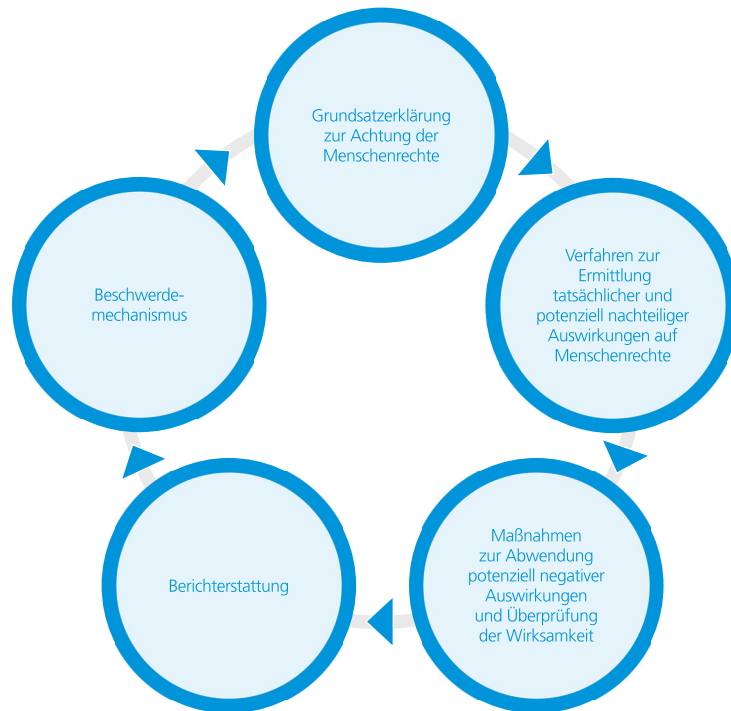 Grundsatzerklärung
zur Achtung der
Menschenrechte
Verfahren zur
Ermittlung
tatsächlicher und
potenziell nachteiliger
Auswirkungen auf
Menschenrechte
Maßnahmen
zur Abwendung
potenziell negativer
Auswirkungen
und Überprüfung
der Wirksamkeit
Berichterstattung
Beschwerde-
mechanismus